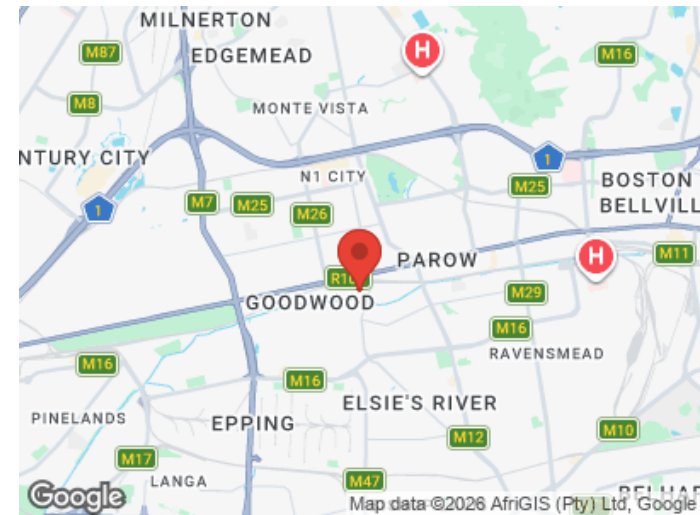 MILNERTON
M87
EDGEMEAD
H
M16
M8
MONTE VISTA
NTURY CITY
N1 CITY
1
M25
BOSTON
BELLVILL
1
M7
M25
M26
PAROW
H
M11
GOODWOOD
M29
M16
RAVENSMEAD
M16
M16
ELSIE'S RIVER
PINELANDS
EPPING
M12
M10
M17
LANGA
M47
Google
Map data ©2026 AfriGIS (Pty) Ltd, Google